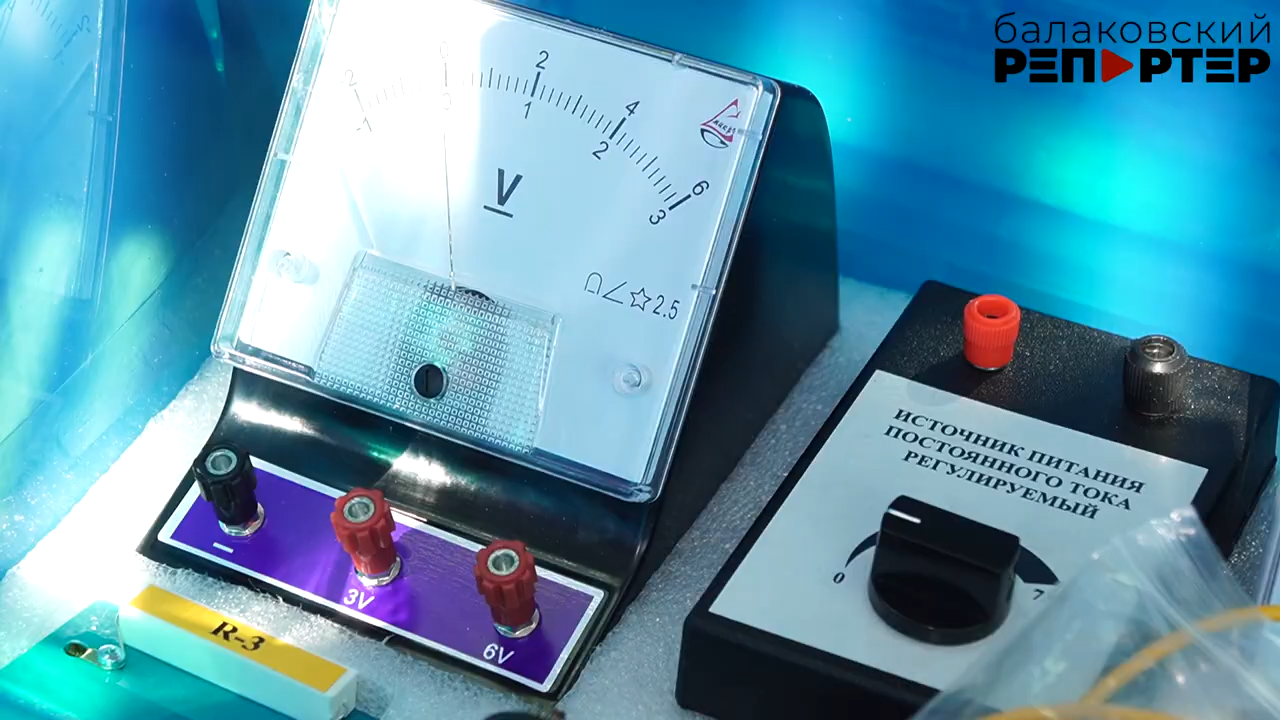 балаковский
РЕПОРТЕР
2 0 2 4 6
-1 0 1 2 3
V
2.5
ИСТОЧНИК ПИТАНИЯ
ПОСТОЯННОГО ТОКА
РЕГУЛИРУЕМЫЙ
0 7
– 3V 6V
R-3